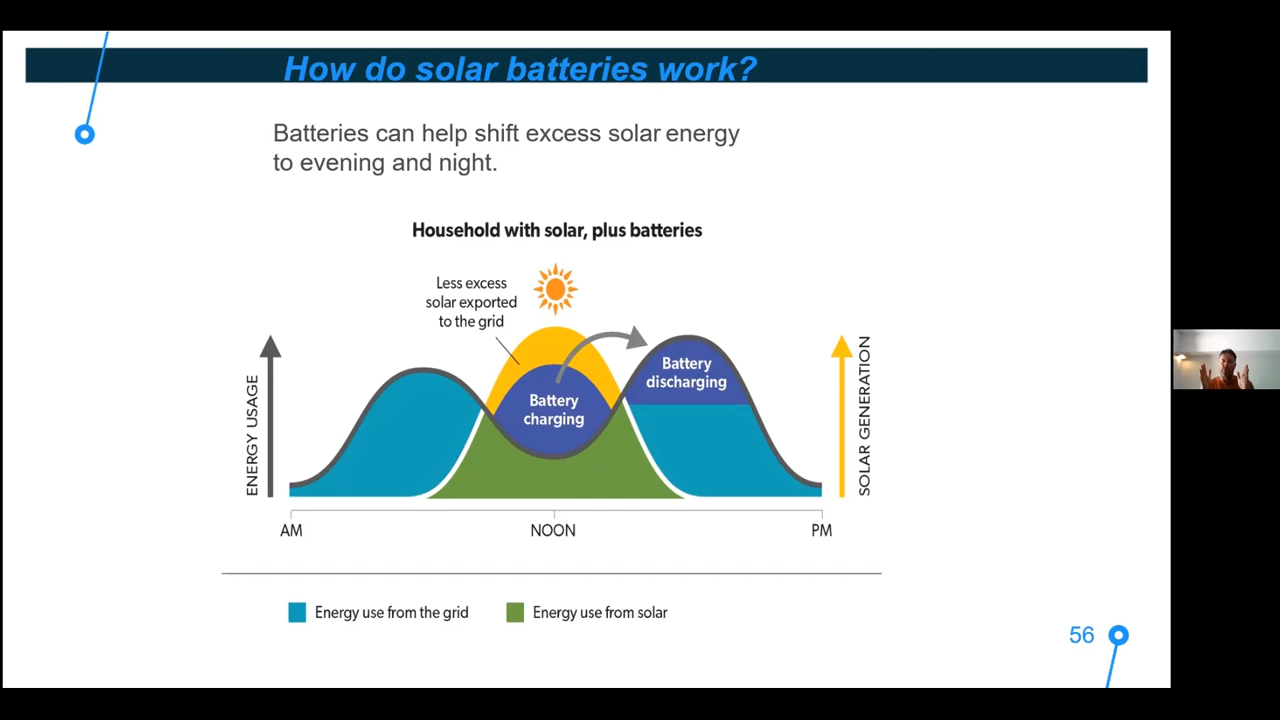 How do solar batteries work?
Batteries can help shift excess solar energy
to evening and night.
Household with solar, plus batteries
Less excess
solar exported
to the grid
Battery
charging
Battery
discharging
ENERGY USAGE
SOLAR GENERATION
AM
NOON
PM
Energy use from the grid
Energy use from solar
56